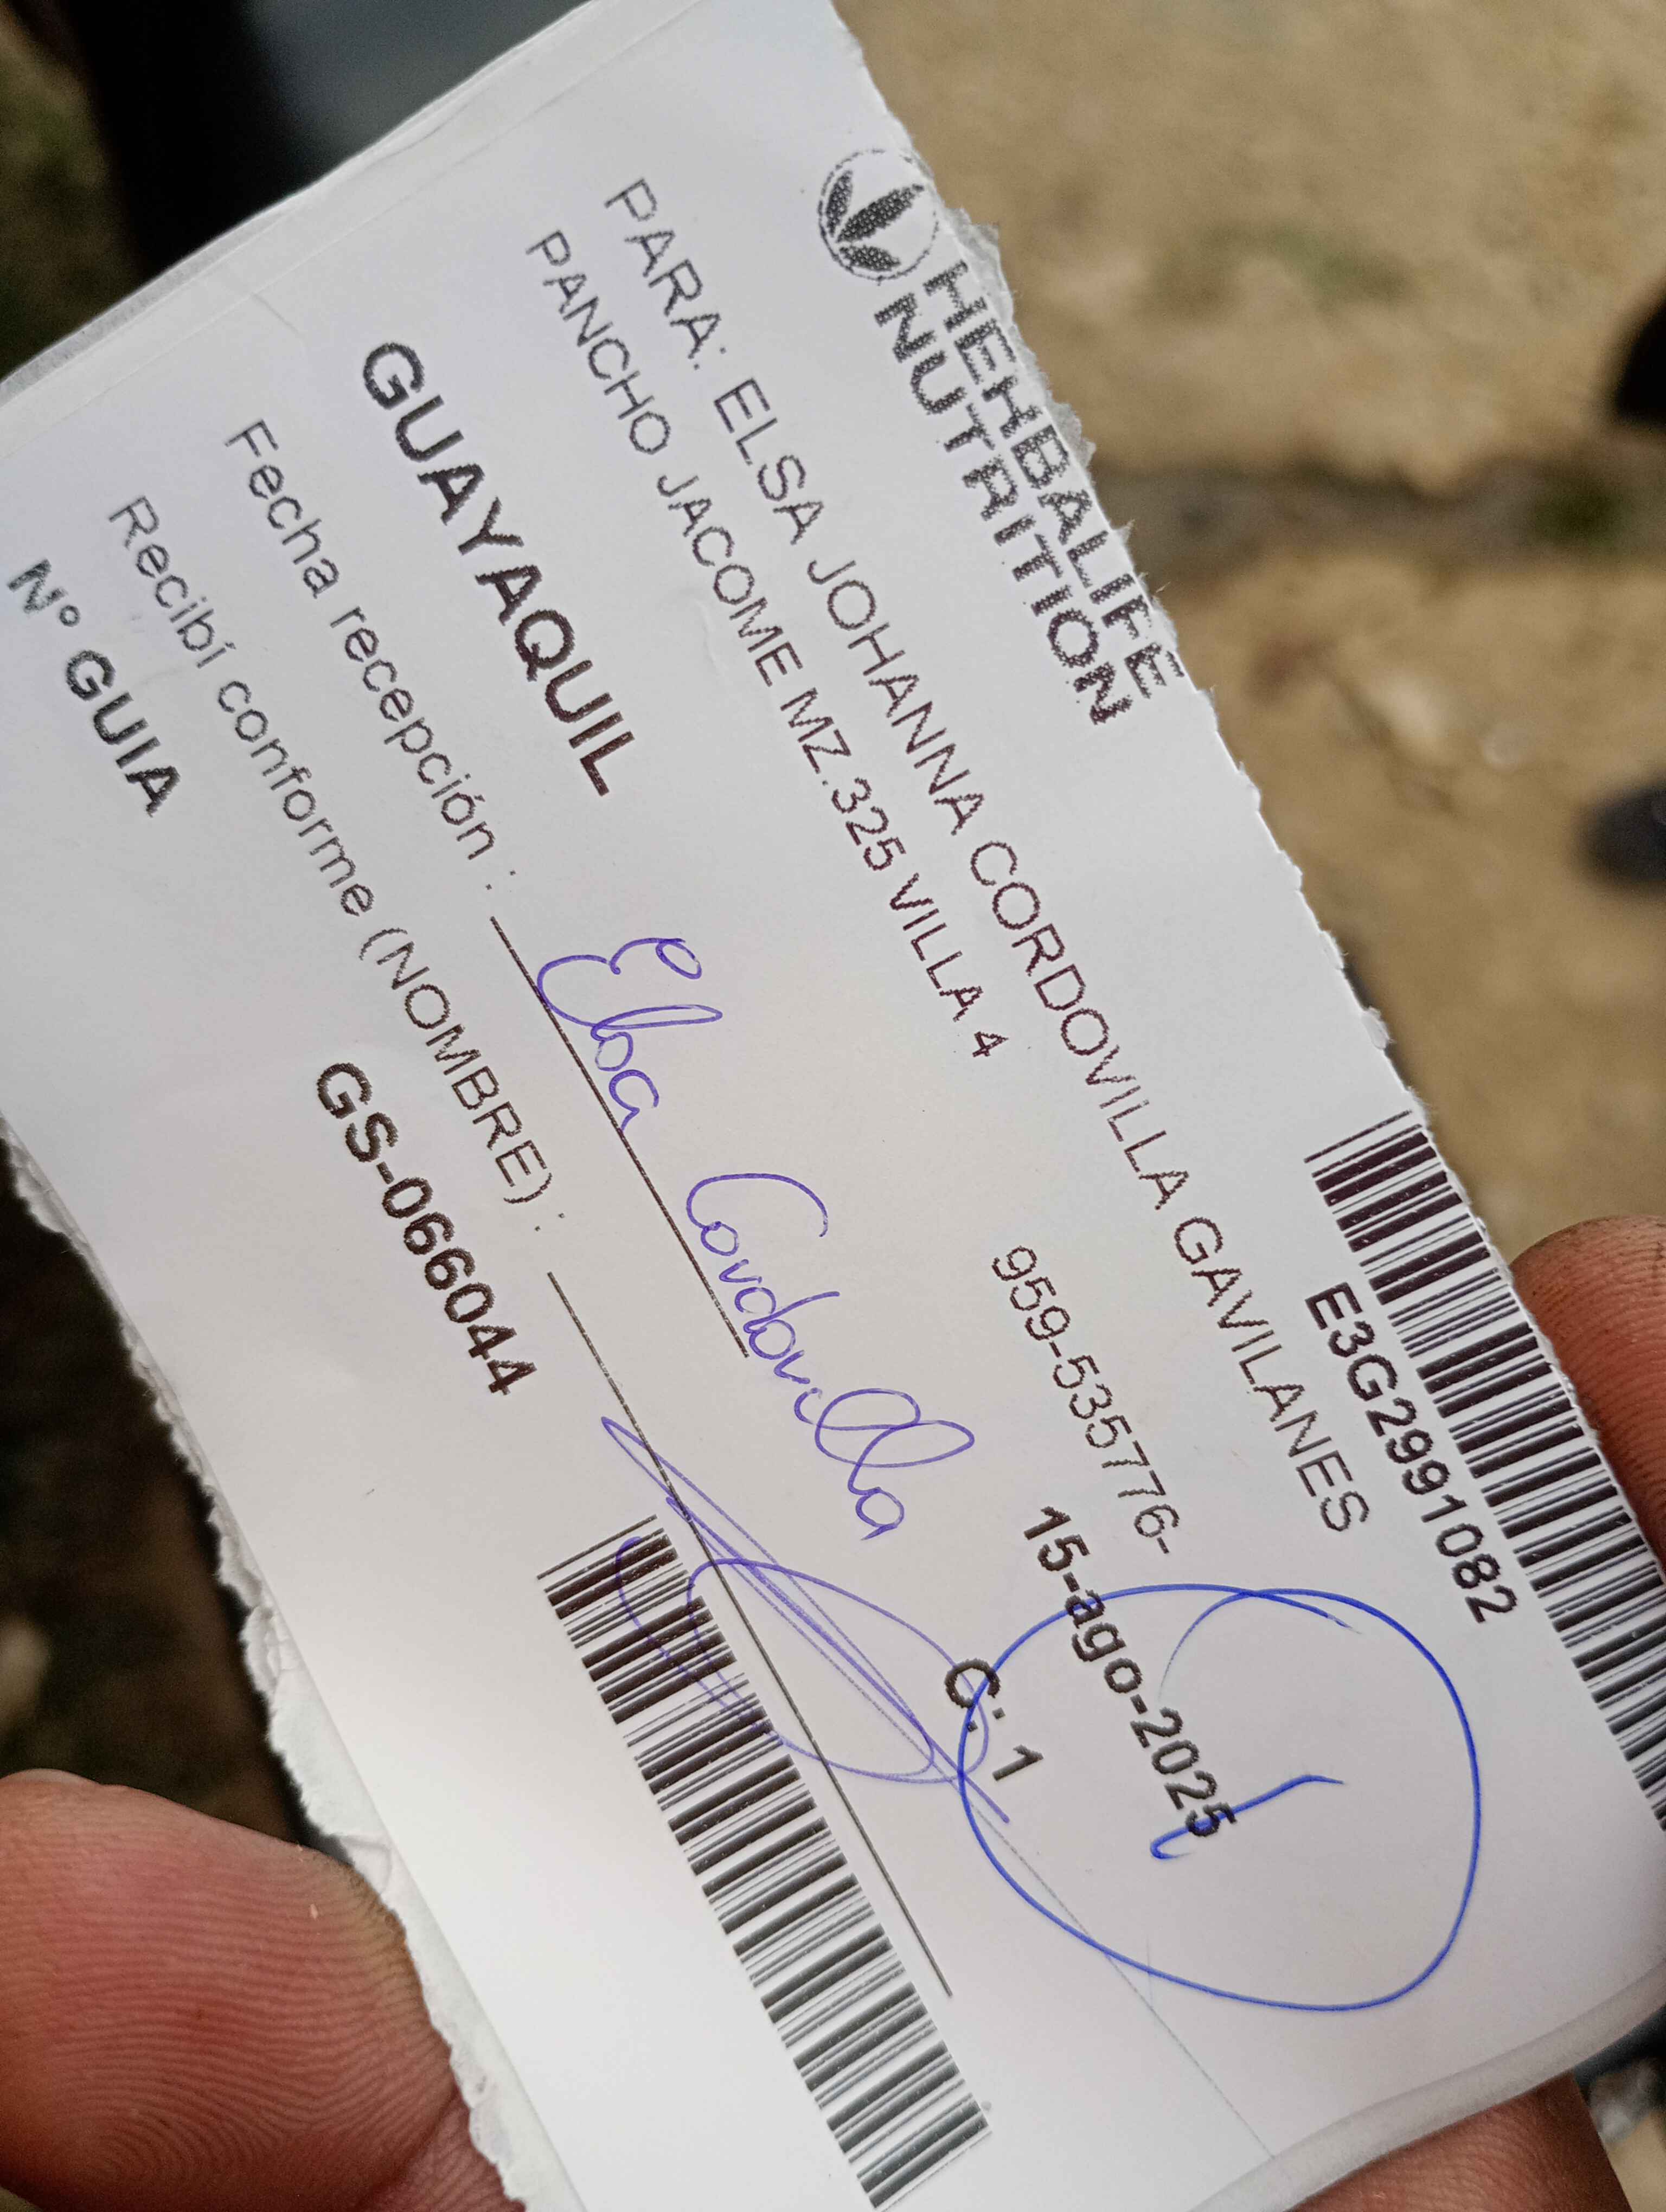 HERBALIFE
NUTRITION
E3G2991082
PARA: ELSA JOHANNA CORDOVILLA GAVILANES
PANCHO JACOME MZ.325 VILLA 4
959-535776-
15-ago-2025
GUAYAQUIL
C: 1
Fecha recepción : Elba Cordovilla
Recibí conforme (NOMBRE) :
N° GUIA GS-066044